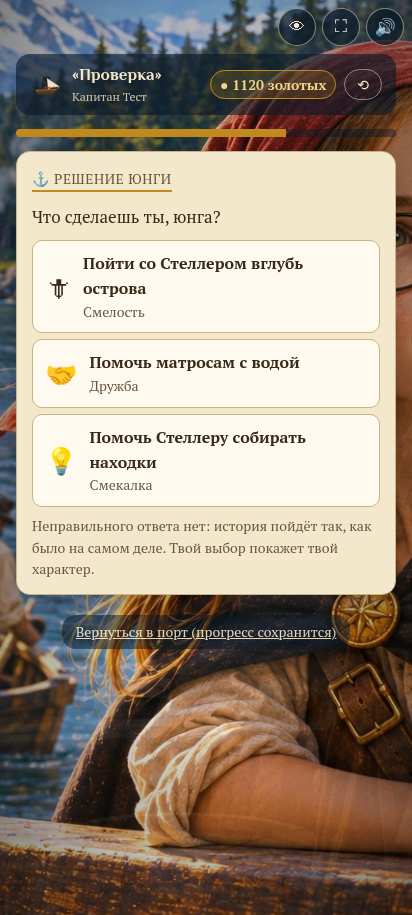 «Проверка»
Капитан Тест
● 1120 золотых
⟲
⚓ РЕШЕНИЕ ЮНГИ
Что сделаешь ты, юнга?
Пойти со Стеллером вглубь
острова
Смелость
Помочь матросам с водой
Дружба
Помочь Стеллеру собирать
находки
Смекалка
Неправильного ответа нет: история пойдёт так, как
было на самом деле. Твой выбор покажет твой
характер.
Вернуться в порт (прогресс сохранится)